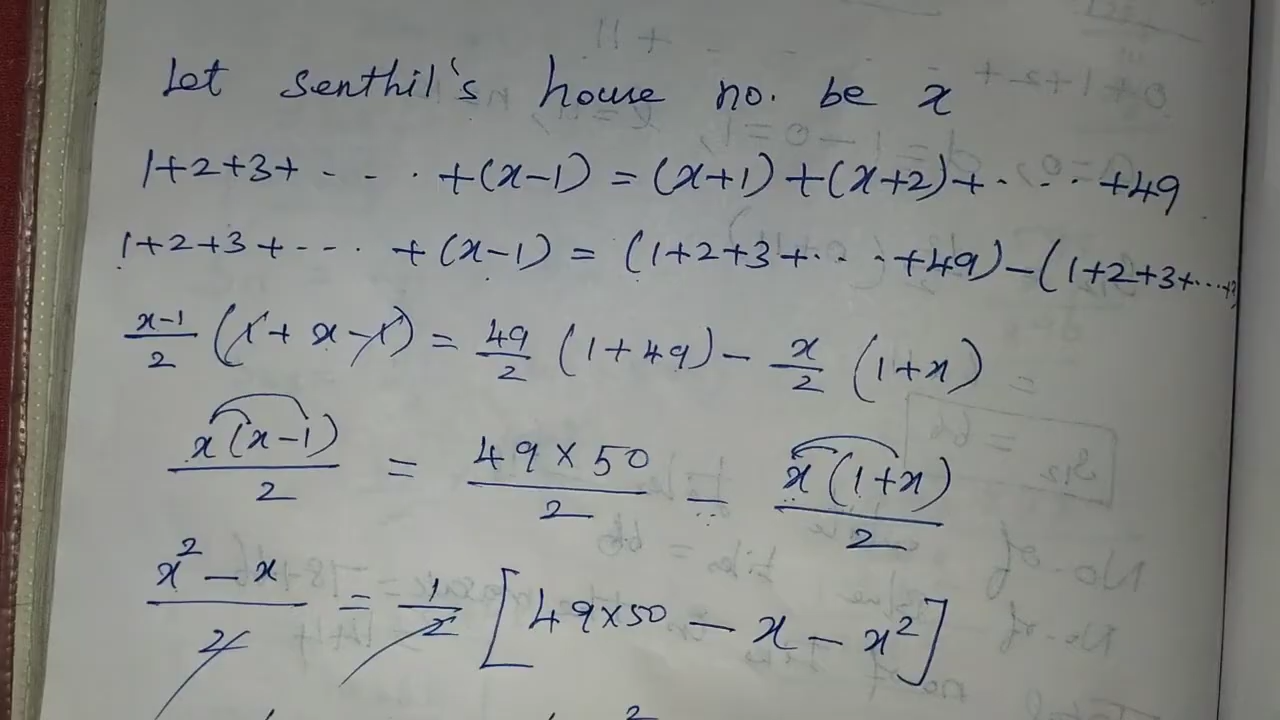 Let Senthil's house no. be x
1+2+3+ - - . +(x-1) = (x+1)+(x+2)+ . . . . +49
1+2+3+ - - . . +(x-1) = (1+2+3+ . . . +49)-(1+2+3+....+
x-1/2 (1+x-1) = 49/2 (1+49) - x/2 (1+x)
x(x-1)/2 = 49×50/2 - x(1+x)/2
x²-x/2 = 1/2 [49×50 - x - x²]